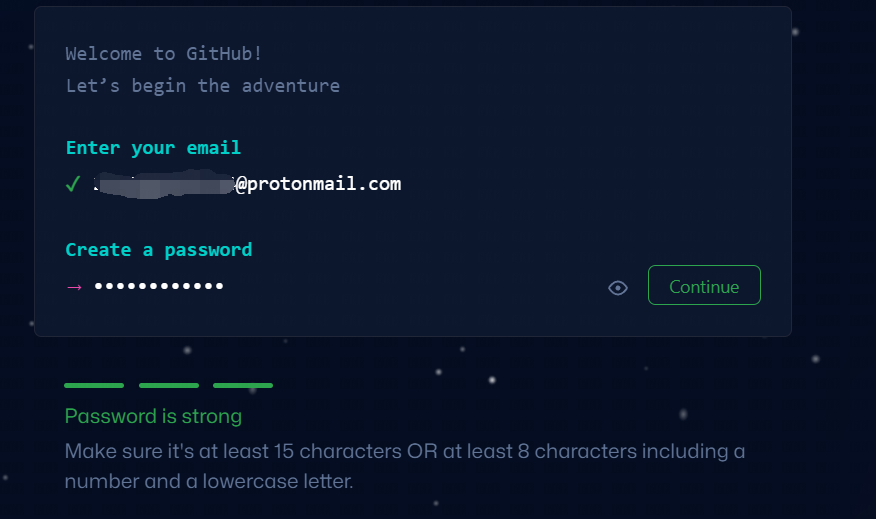 Welcome to GitHub!
Let’s begin the adventure
Enter your email
✓ @protonmail.com
Create a password
→ ••••••••••••
Continue
Password is strong
Make sure it's at least 15 characters OR at least 8 characters including a
number and a lowercase letter.